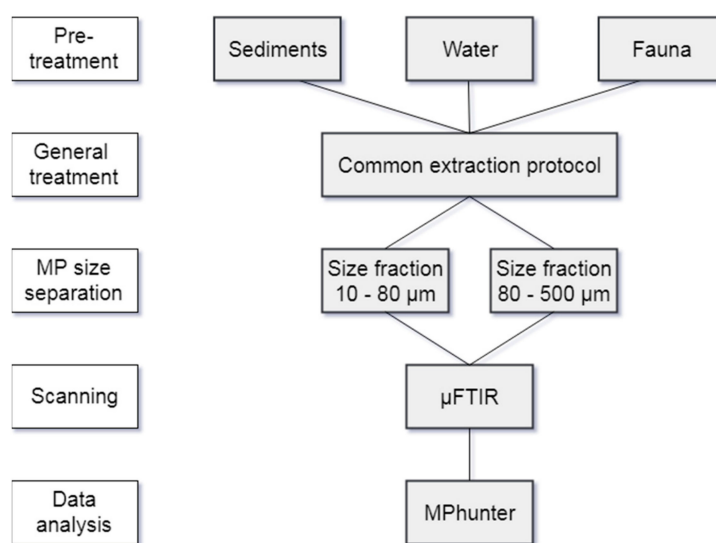 Pre-
treatment
Sediments
Water
Fauna
General
treatment
Common extraction protocol
MP size
separation
Size fraction
10 - 80 µm
Size fraction
80 - 500 µm
Scanning
µFTIR
Data
analysis
MPhunter